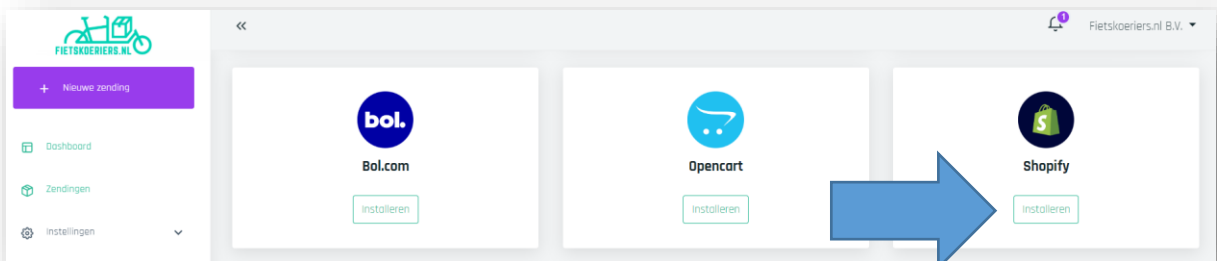 FIETSKOERIERS.NL
«
1
Fietskoeriers.nl B.V.
+ Nieuwe zending
Dashboard
Zendingen
Instellingen
bol.
Bol.com
Installeren
Opencart
Installeren
S
Shopify
Installeren